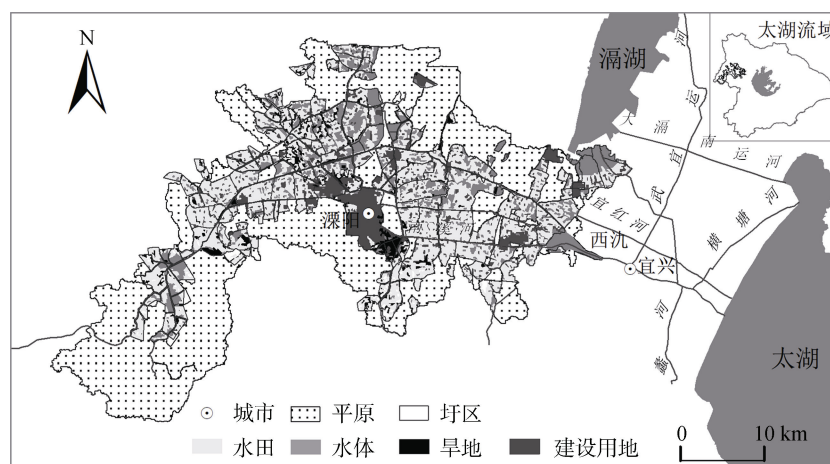 N
滆湖
太湖流域
大滆南运河
武宜运河
宜红河
横塘河
溧阳
西氿
宜兴
蠡河
太湖
城市
平原
圩区
水田
水体
旱地
建设用地
0
10 km